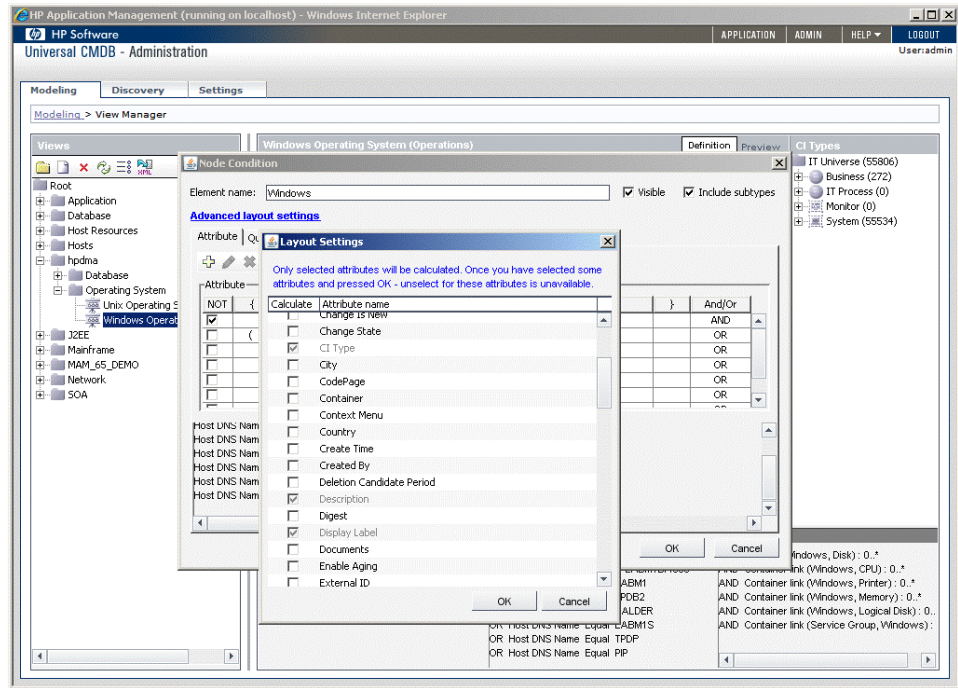 HP Application Management (running on localhost) - Windows Internet Explorer
hp HP Software
APPLICATION ADMIN HELP LOGOUT
Universal CMDB - Administration
User:admin
Modeling Discovery Settings
Modeling > View Manager
Views
Windows Operating System (Operations)
Definition Preview
CI Types
XML
Root
Application
Database
Host Resources
Hosts
hpdma
Database
Operating System
Unix Operating S
Windows Operat
J2EE
Mainframe
MAM_65_DEMO
Network
SOA
IT Universe (55806)
Business (272)
IT Process (0)
Monitor (0)
System (55534)
Node Condition
Element name: Windows
Visible Include subtypes
Advanced layout settings
Attribute Qu
Attribute
NOT ( ) And/Or
AND
( OR
OR
OR
OR
OR
Host DNS Nam
Host DNS Nam
Host DNS Nam
Host DNS Nam
Host DNS Nam
Host DNS Nam
OK Cancel
Layout Settings
Only selected attributes will be calculated. Once you have selected some
attributes and pressed OK - unselect for these attributes is unavailable.
Calculate Attribute name
Change Is New
Change State
CI Type
City
CodePage
Container
Context Menu
Country
Create Time
Created By
Deletion Candidate Period
Description
Digest
Display Label
Documents
Enable Aging
External ID
OK Cancel
ABM1
PDB2
ALDER
OR Host DNS Name Equal LABM1S
OR Host DNS Name Equal TPDP
OR Host DNS Name Equal PIP
Windows, Disk) : 0..*
AND Container link (Windows, CPU) : 0..*
AND Container link (Windows, Printer) : 0..*
AND Container link (Windows, Memory) : 0..*
AND Container link (Windows, Logical Disk) : 0..
AND Container link (Service Group, Windows) :